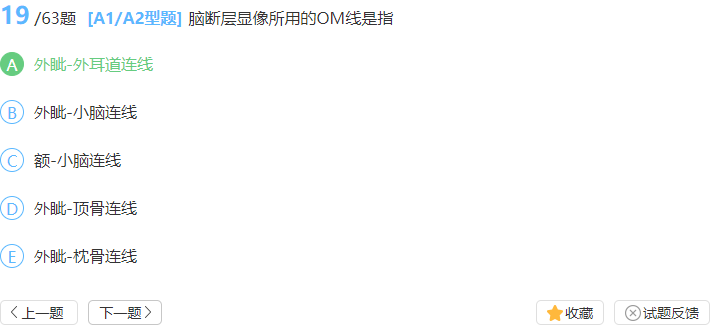 19 /63题 [A1/A2型题] 脑断层显像所用的OM线是指
A 外眦-外耳道连线
B 外眦-小脑连线
C 额-小脑连线
D 外眦-顶骨连线
E 外眦-枕骨连线
上一题 下一题 收藏 试题反馈